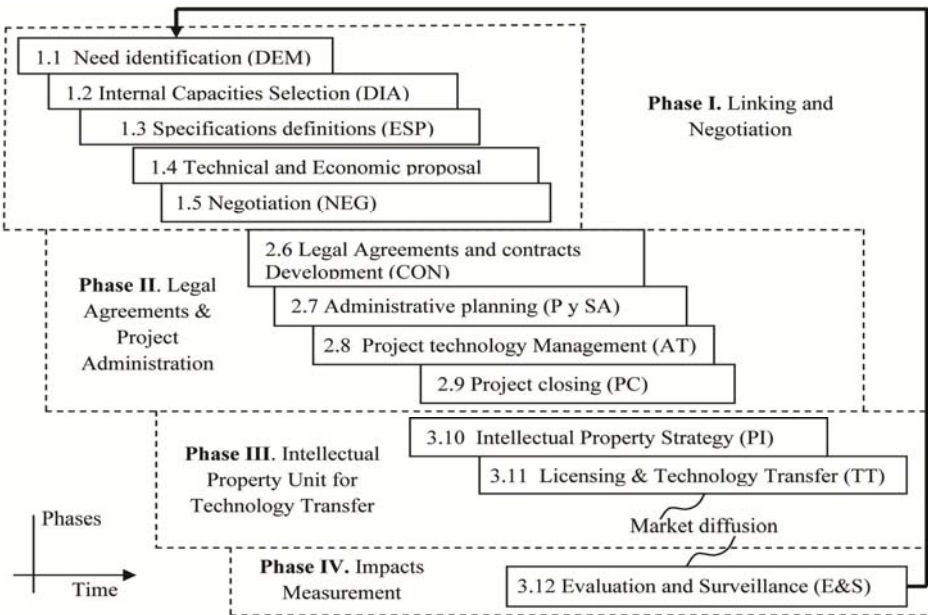 1.1 Need identification (DEM)
1.2 Internal Capacities Selection (DIA)
1.3 Specifications definitions (ESP)
1.4 Technical and Economic proposal
1.5 Negotiation (NEG)
Phase I. Linking and
Negotiation
2.6 Legal Agreements and contracts
Development (CON)
2.7 Administrative planning (P y SA)
2.8 Project technology Management (AT)
2.9 Project closing (PC)
Phase II. Legal
Agreements &
Project
Administration
3.10 Intellectual Property Strategy (PI)
3.11 Licensing & Technology Transfer (TT)
Phase III. Intellectual
Property Unit for
Technology Transfer
Market diffusion
Phases
Time
Phase IV. Impacts
Measurement
3.12 Evaluation and Surveillance (E&S)